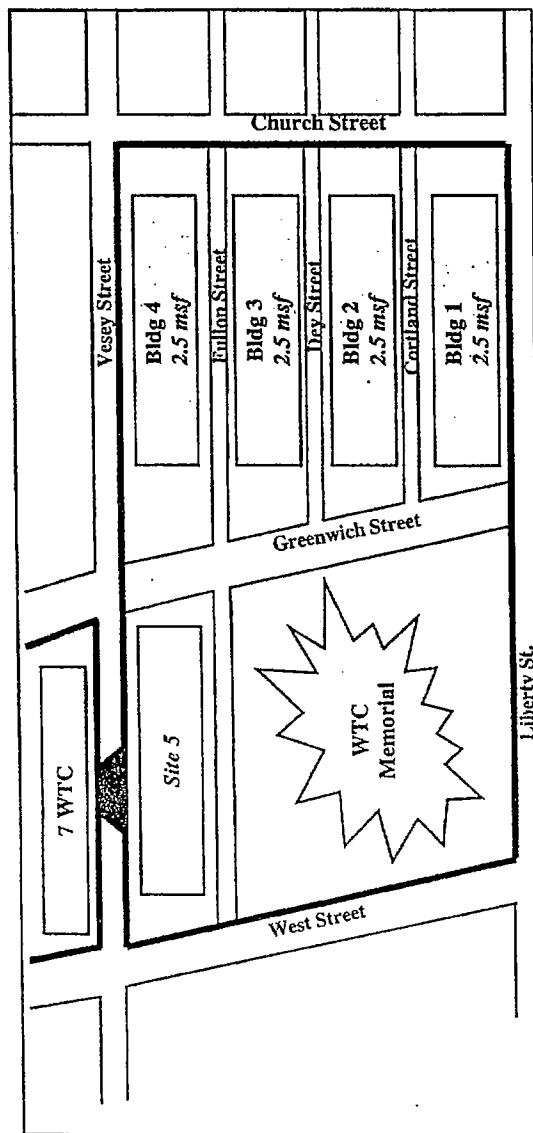 Church Street
Vesey Street
Bldg 4
2.5 msf
Fulton Street
Bldg 3
2.5 msf
Dey Street
Bldg 2
2.5 msf
Cortland Street
Bldg 1
2.5 msf
Greenwich Street
7 WTC
Site 5
WTC
Memorial
Liberty St.
West Street